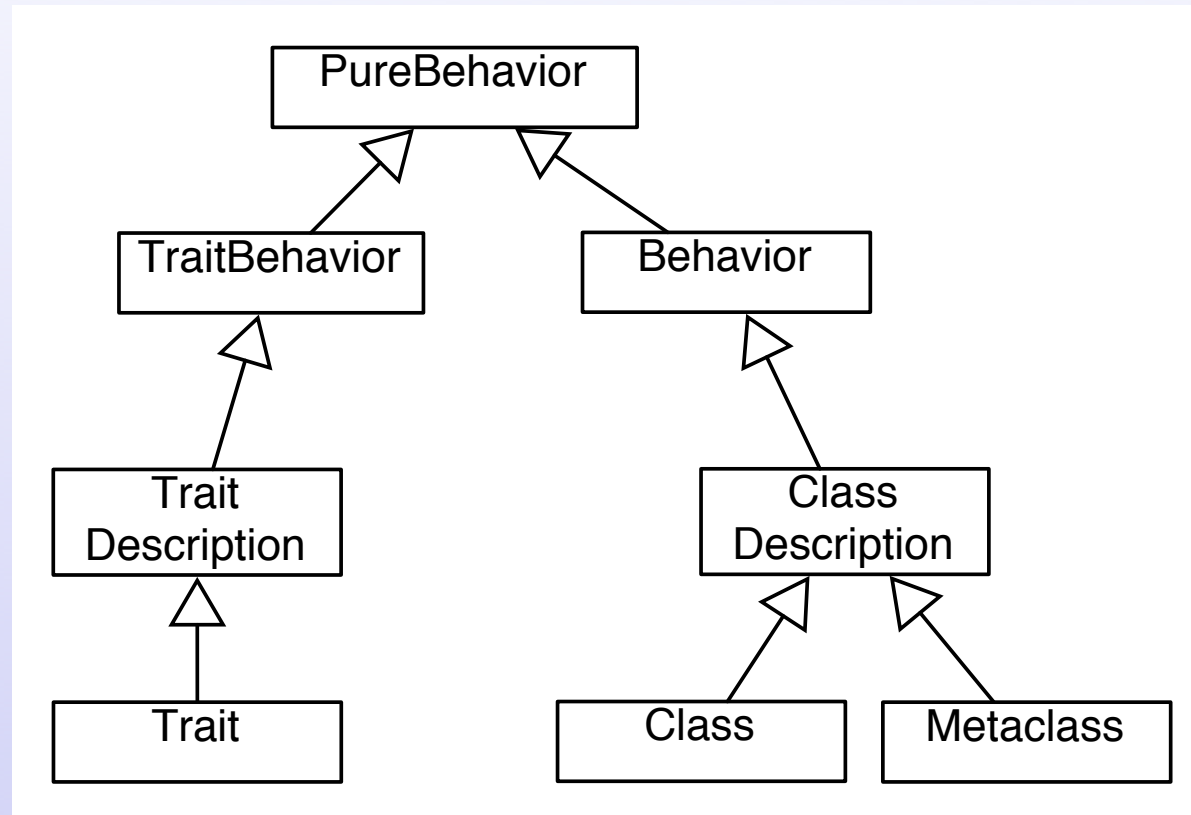 PureBehavior
TraitBehavior
Behavior
Trait
Description
Class
Description
Trait
Class
Metaclass